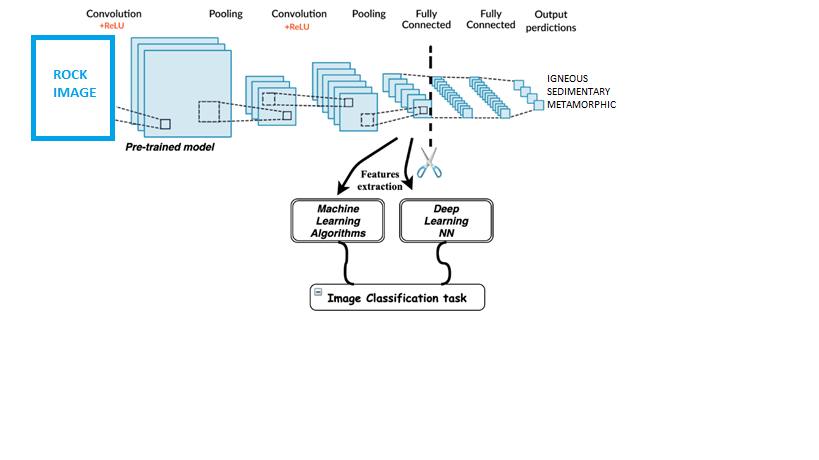 Convolution
+ReLU
Pooling
Convolution
+ReLU
Pooling
Fully
Connected
Fully
Connected
Output
perdictions
ROCK
IMAGE
IGNEOUS
SEDIMENTARY
METAMORPHIC
Pre-trained model
Features
extraction
Machine
Learning
Algorithms
Deep
Learning
NN
Image Classification task